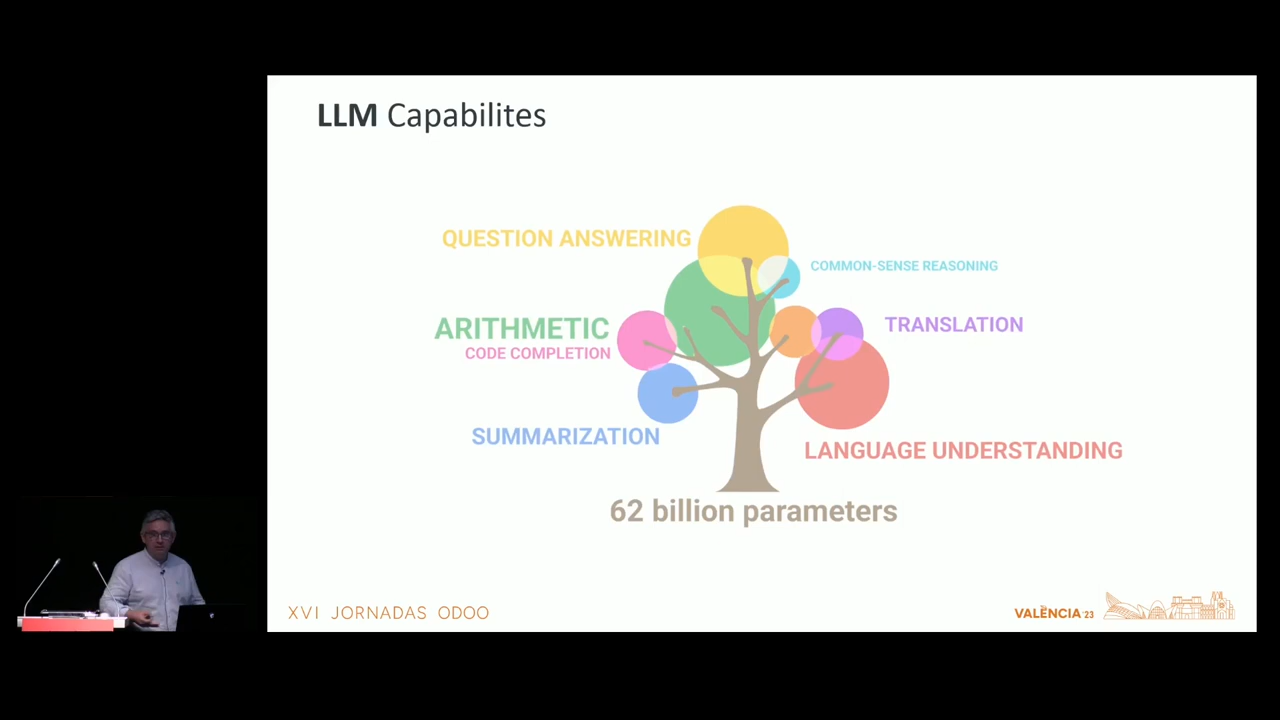 LLM Capabilites
QUESTION ANSWERING
COMMON-SENSE REASONING
ARITHMETIC
TRANSLATION
CODE COMPLETION
SUMMARIZATION
LANGUAGE UNDERSTANDING
62 billion parameters
XVI JORNADAS ODOO
VALÈNCIA'23